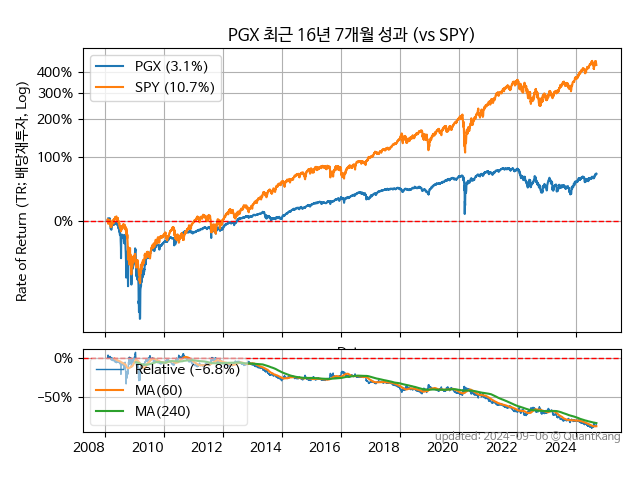 PGX 최근 16년 7개월 성과 (vs SPY)
PGX (3.1%)
SPY (10.7%)
400%
300%
200%
100%
0%
Rate of Return (TR: 배당재투자, Log)
0%
−50%
Relative (−6.8%)
MA(60)
MA(240)
2008 2010 2012 2014 2016 2018 2020 2022 2024
updated: 2024-09-06 © QuantKang